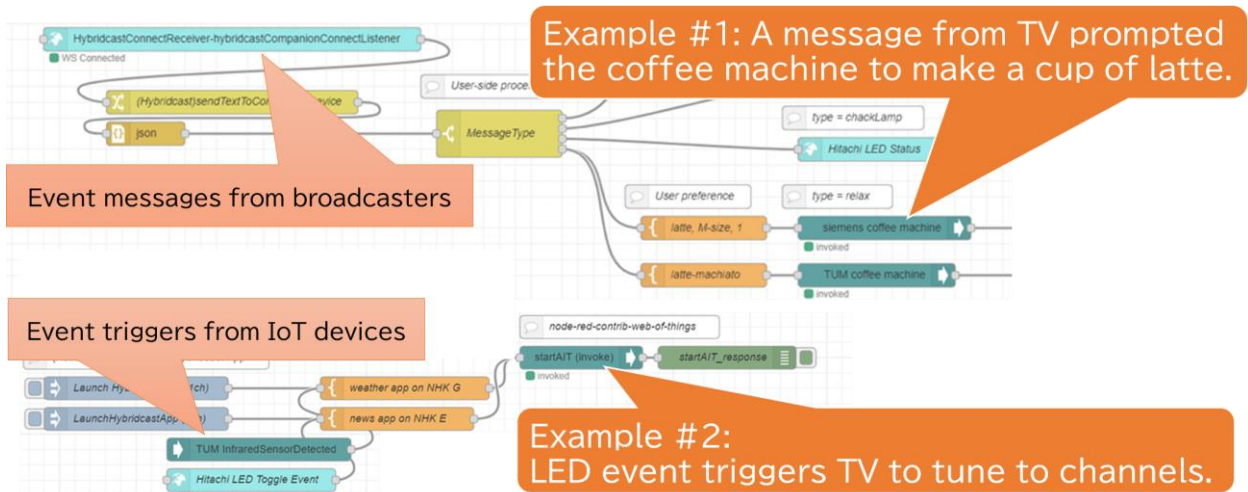 HybridcastConnectReceiver-hybridcastCompanionConnectListener
WS Connected
Example #1: A message from TV prompted
the coffee machine to make a cup of latte.
User-side
(Hybridcast)sendTextToCo
json
MessageType
type = chackLamp
Hitachi LED Status
Event messages from broadcasters
User preference
type = relax
latte, M-size, 1
siemens coffee machine
invoked
latte-machiato
TUM coffee machine
invoked
Event triggers from IoT devices
node-red-contrib-web-of-things
startAIT (invoke)
startAIT_response
invoked
Launch
weather app on NHK G
LaunchHybridcastApp
news app on NHK E
TUM InfraredSensorDetected
Hitachi LED Toggle Event
Example #2:
LED event triggers TV to tune to channels.